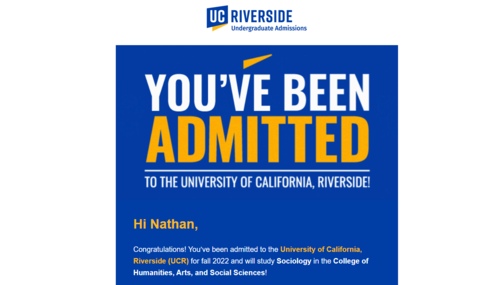 UC RIVERSIDE
Undergraduate Admissions
YOU'VE BEEN
ADMITTED
TO THE UNIVERSITY OF CALIFORNIA, RIVERSIDE!
Hi Nathan,
Congratulations! You've been admitted to the University of California,
Riverside (UCR) for fall 2022 and will study Sociology in the College of
Humanities, Arts, and Social Sciences!